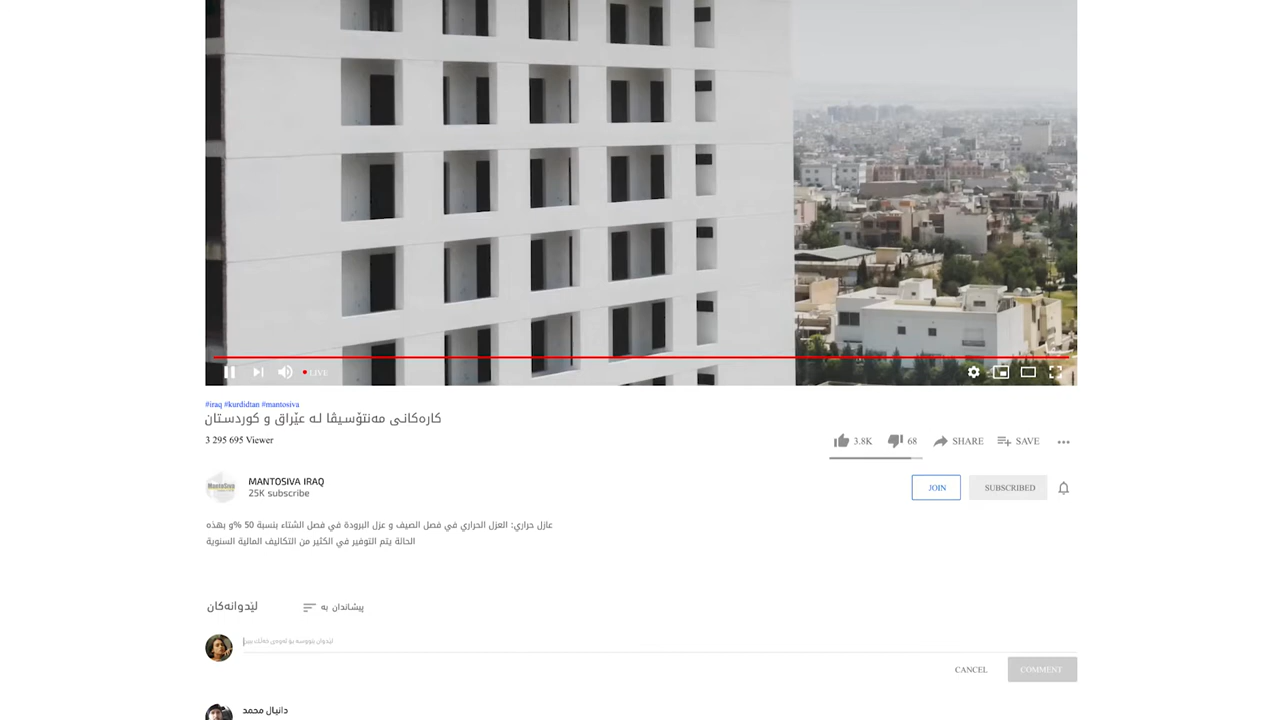 LIVE
#iraq #kurdidtan #mantosiva
کارەکانی مەنتۆسیڤا لە عێراق و کوردستان
3 295 695 Viewer
3.8K
68
SHARE
SAVE
MANTOSIVA IRAQ
25K subscribe
JOIN
SUBSCRIBED
عازل حراري: العزل الحراري في فصل الصيف و عزل البرودة في فصل الشتاء بنسبة 50 %و بهذه
الحالة يتم التوفير في الكثير من التكاليف المالية السنوية
لێدوانەکان
پیشاندان بە
CANCEL
COMMENT
دانیال محمد